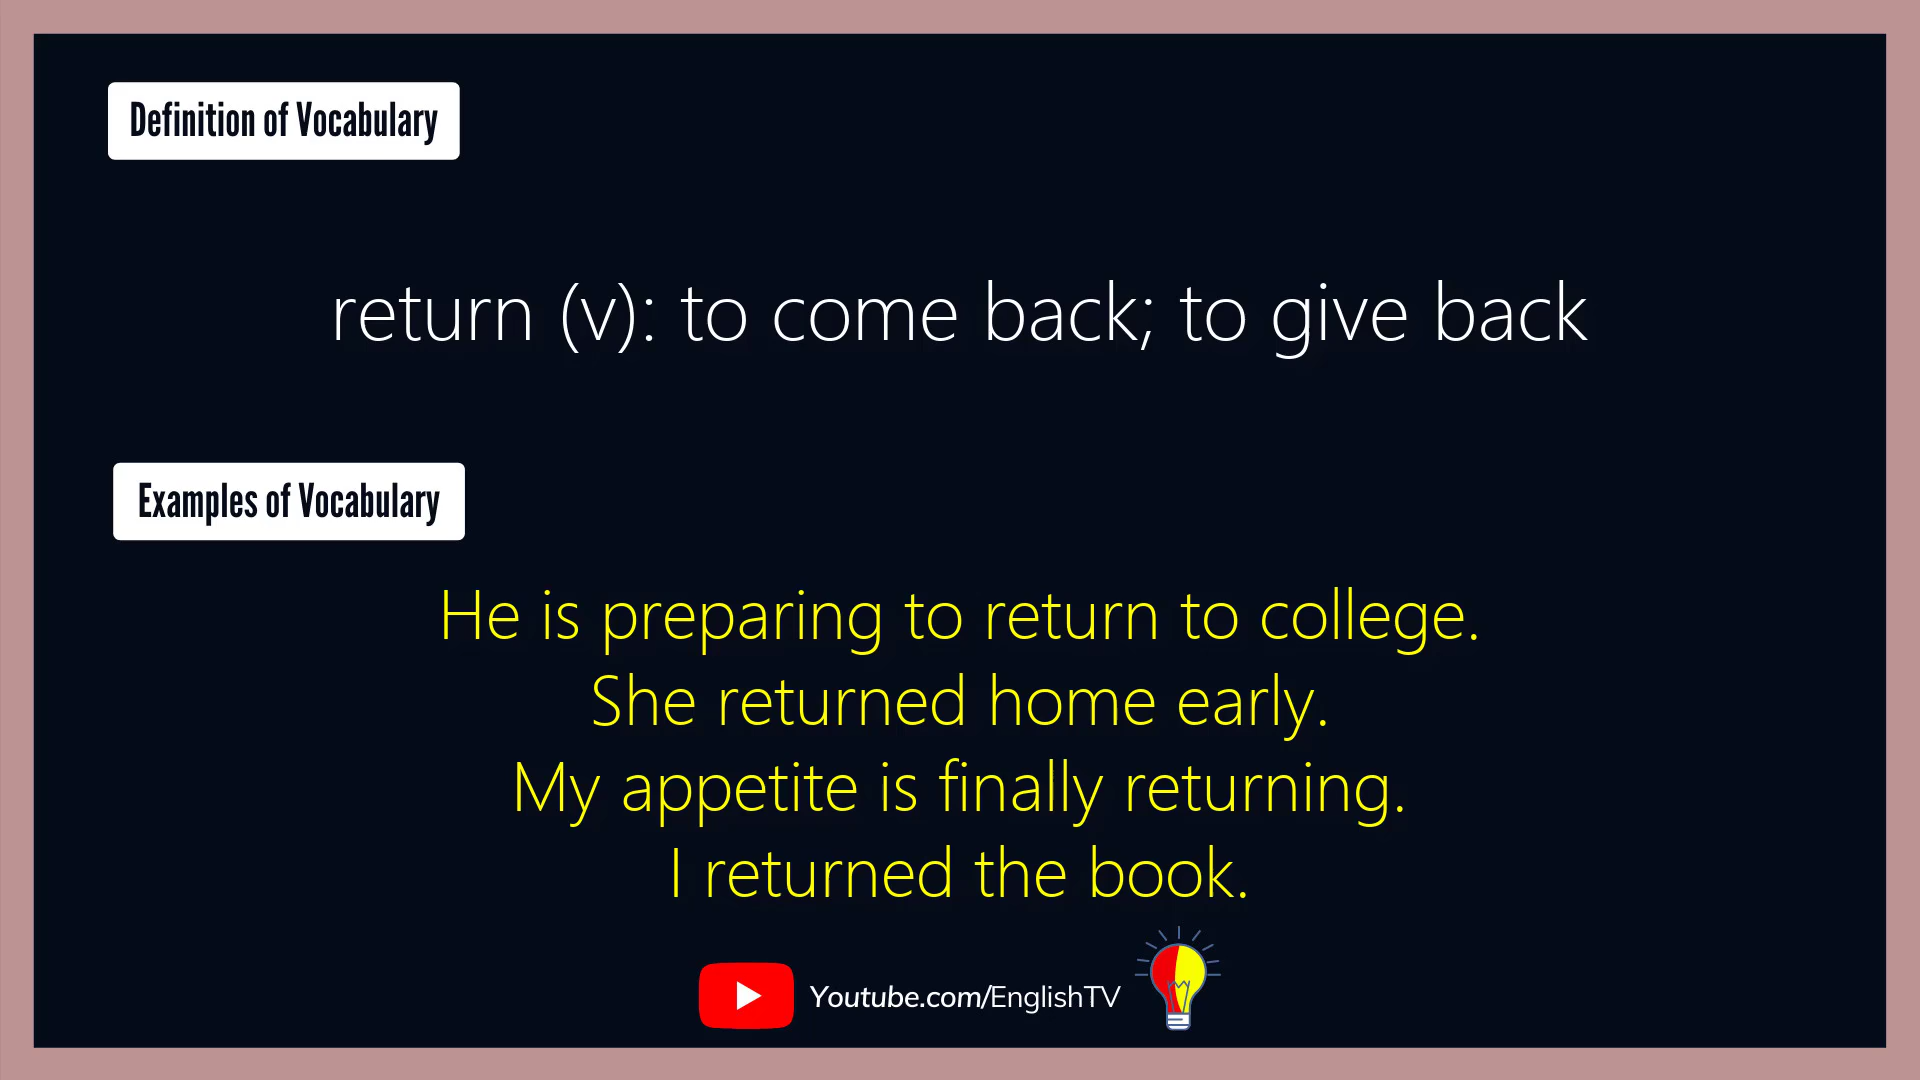 Definition of Vocabulary
return (v): to come back; to give back
Examples of Vocabulary
He is preparing to return to college.
She returned home early.
My appetite is finally returning.
I returned the book.
Youtube.com/EnglishTV